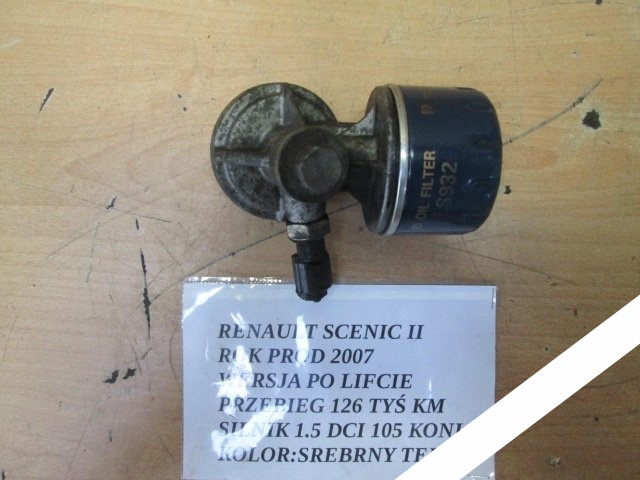 OIL FILTER
S932
RENAULT SCENIC II
ROK PROD 2007
WERSJA PO LIFCIE
PRZEBIEG 126 TYŚ KM
SILNIK 1.5 DCI 105 KONI
KOLOR:SREBRNY